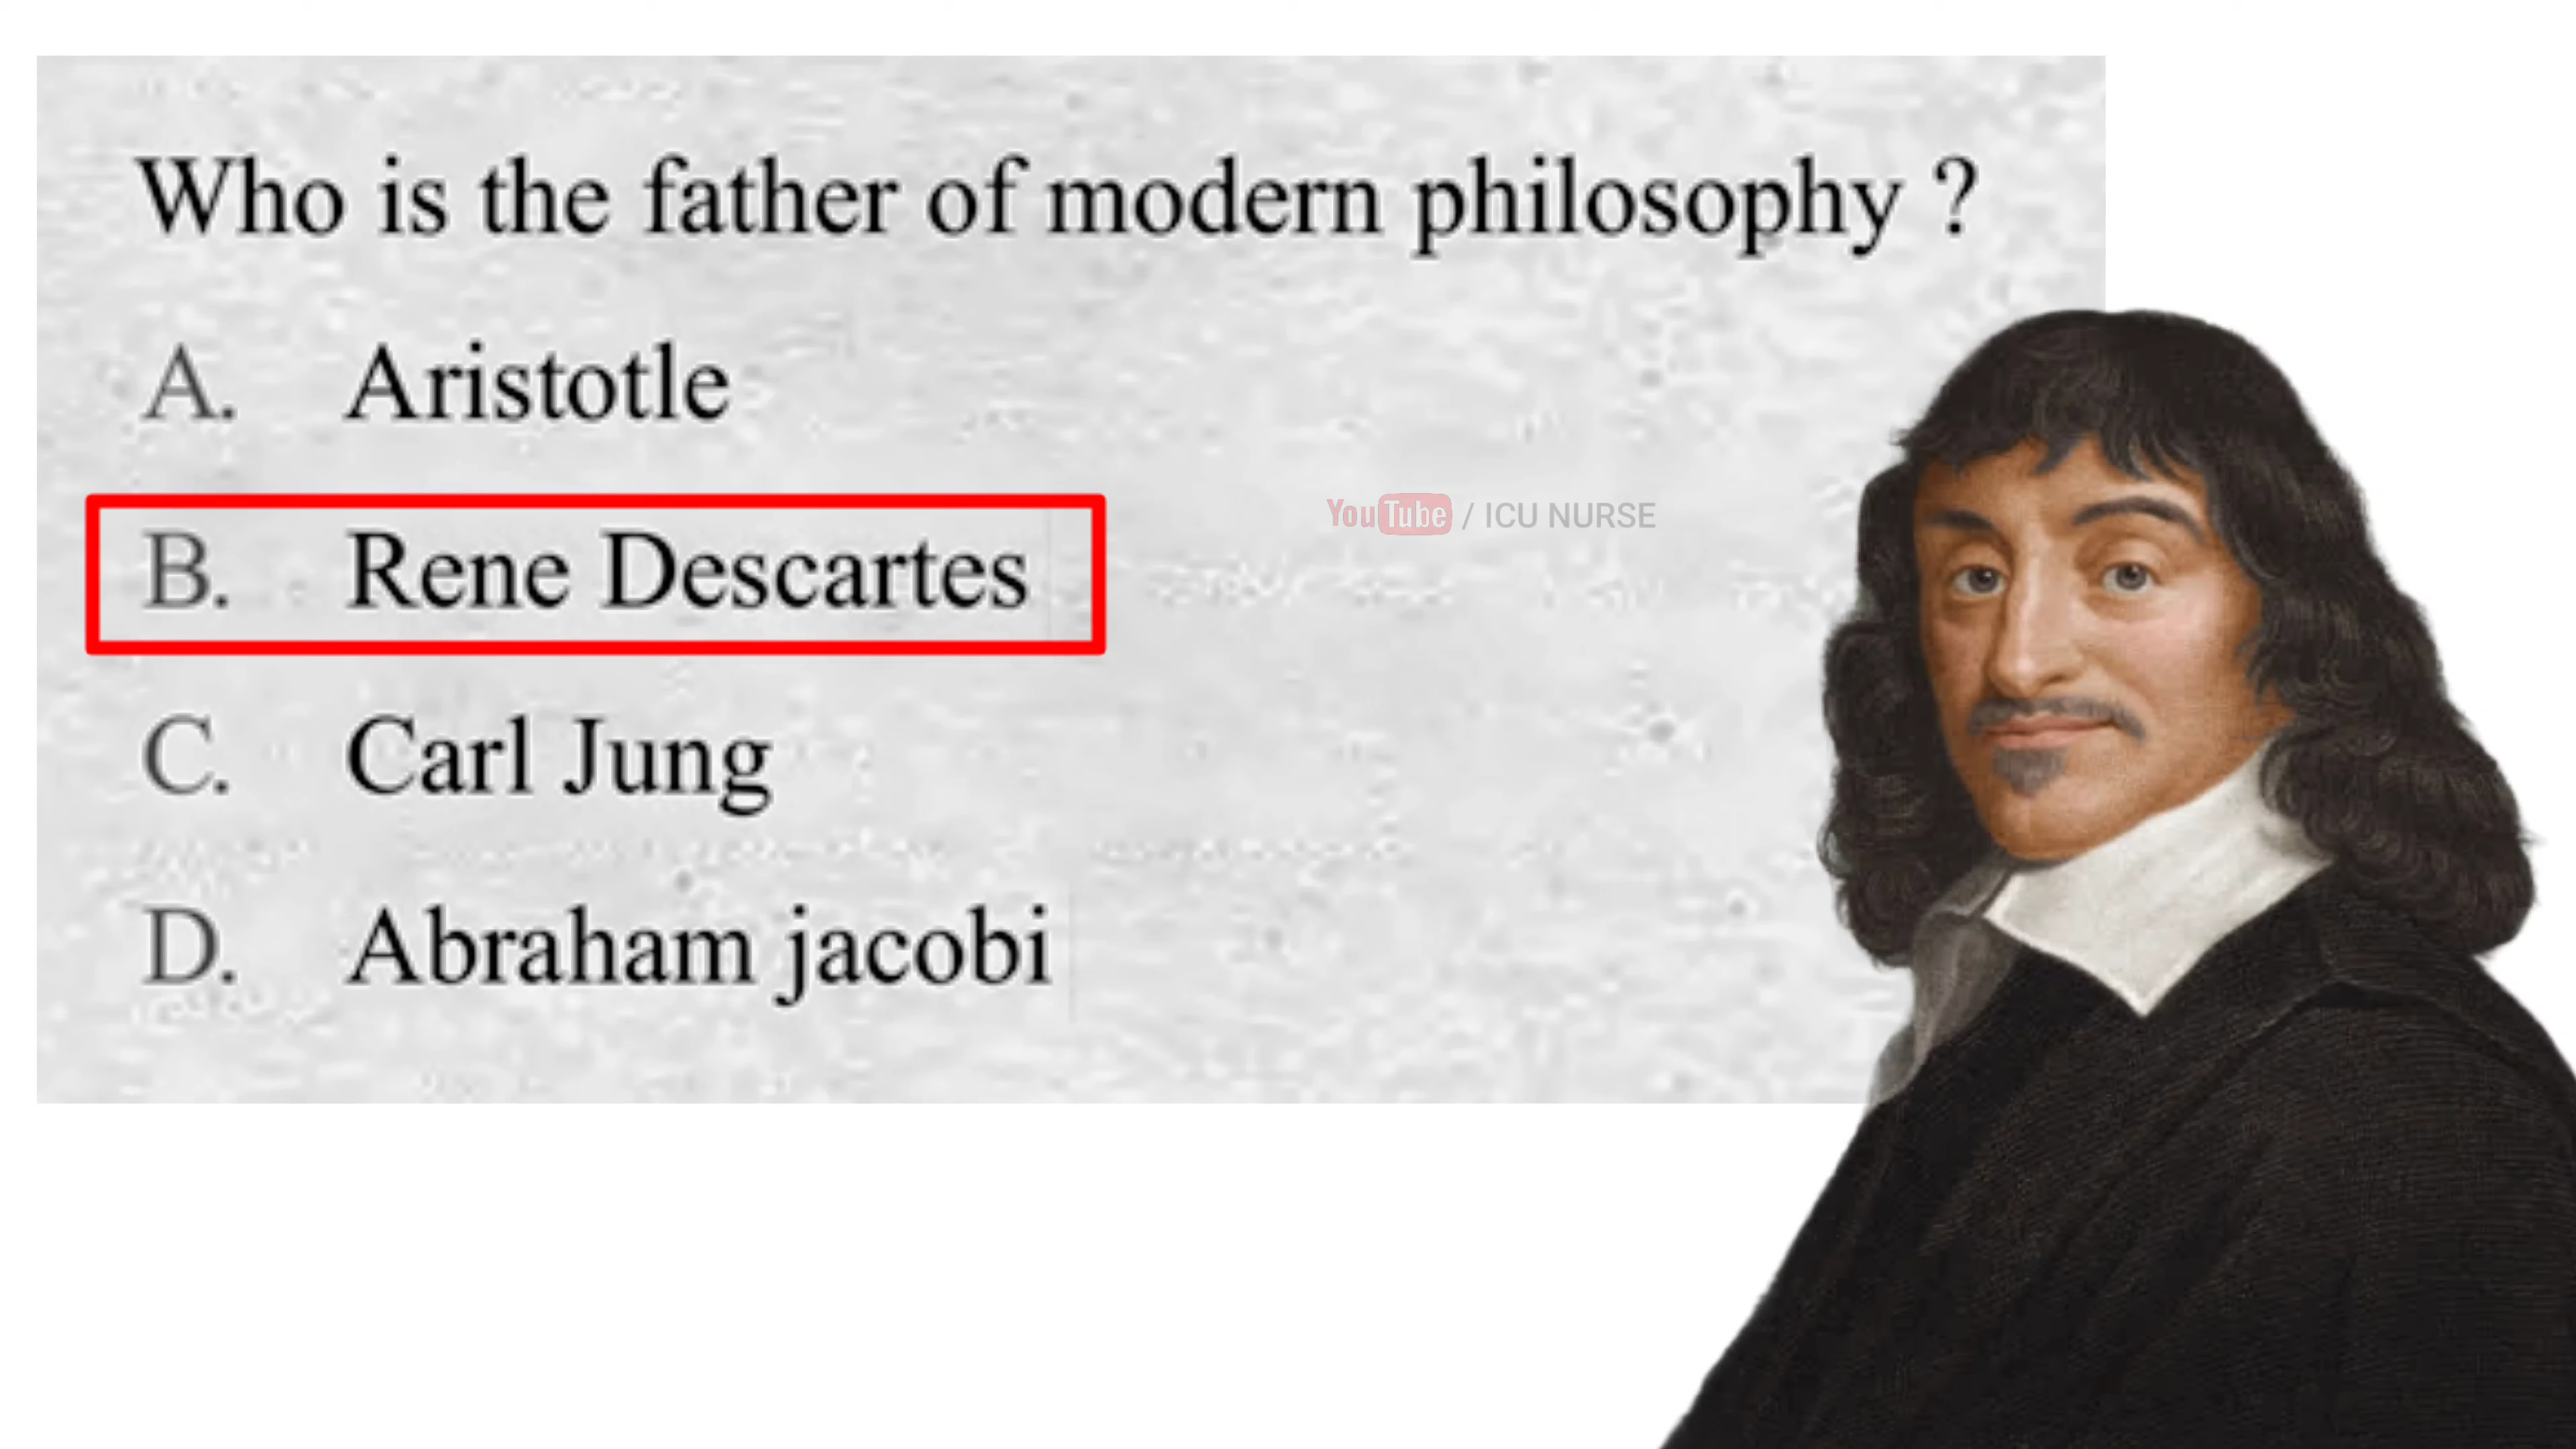 Who is the father of modern philosophy ?
A. Aristotle
B. Rene Descartes
YouTube / ICU NURSE
C. Carl Jung
D. Abraham jacobi